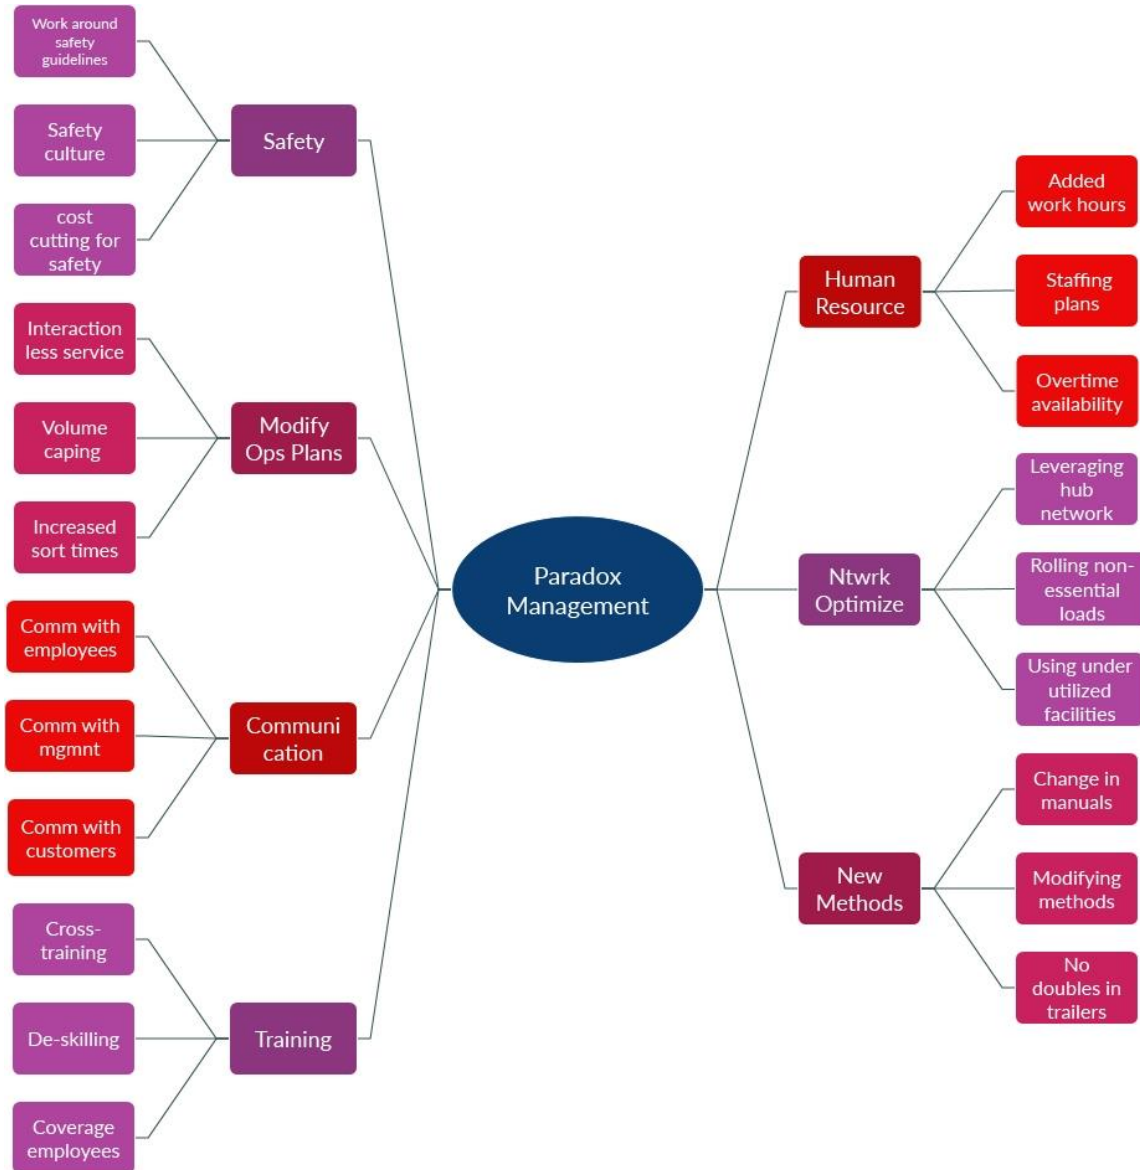 Work around
safety
guidelines
Safety
culture
cost
cutting for
safety
Safety
Interaction
less service
Volume
caping
Increased
sort times
Modify
Ops Plans
Comm with
employees
Comm with
mgmnt
Comm with
customers
Communi
cation
Cross-
training
De-skilling
Coverage
employees
Training
Paradox
Management
Human
Resource
Added
work hours
Staffing
plans
Overtime
availability
Ntwrk
Optimize
Leveraging
hub
network
Rolling non-
essential
loads
Using under
utilized
facilities
New
Methods
Change in
manuals
Modifying
methods
No
doubles in
trailers